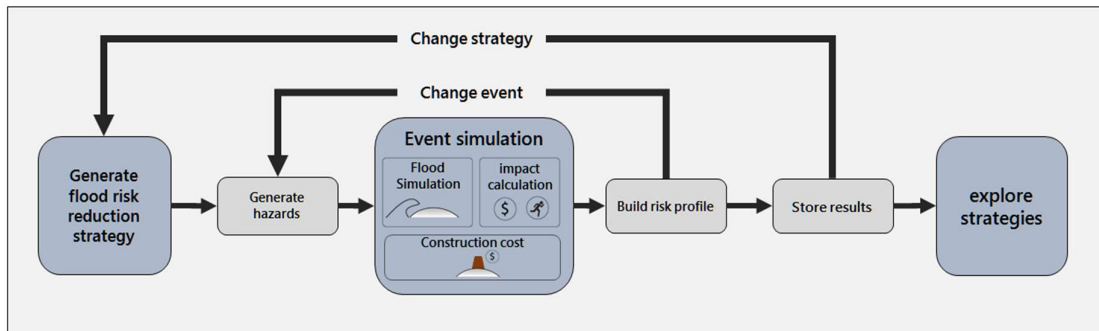 Change strategy
Change event
Generate
flood risk
reduction
strategy
Generate
hazards
Event simulation
Flood
Simulation
impact
calculation
$
Construction cost
$
Build risk profile
Store results
explore
strategies